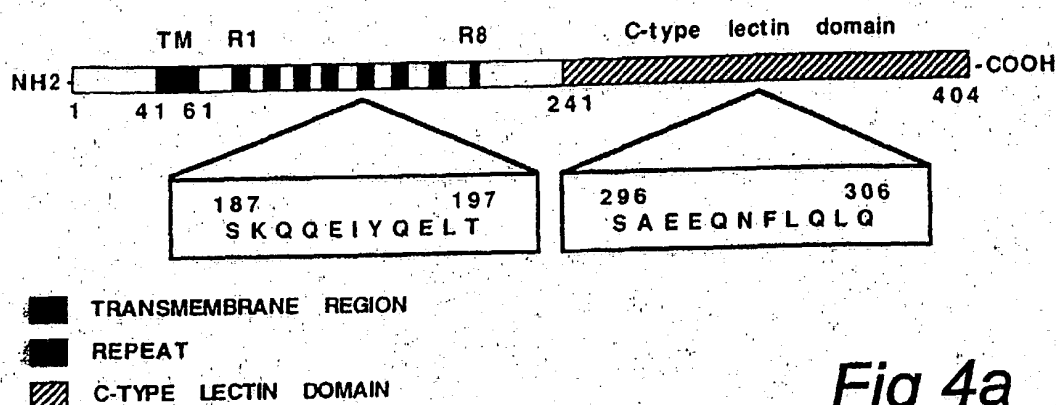 TM R1 R8 C-type lectin domain
NH2- -COOH
1 41 61 241 404
187 197
SKQQEIYQELT
296 306
SAEEQNFLQLQ
TRANSMEMBRANE REGION
REPEAT
C-TYPE LECTIN DOMAIN
Fig 4a